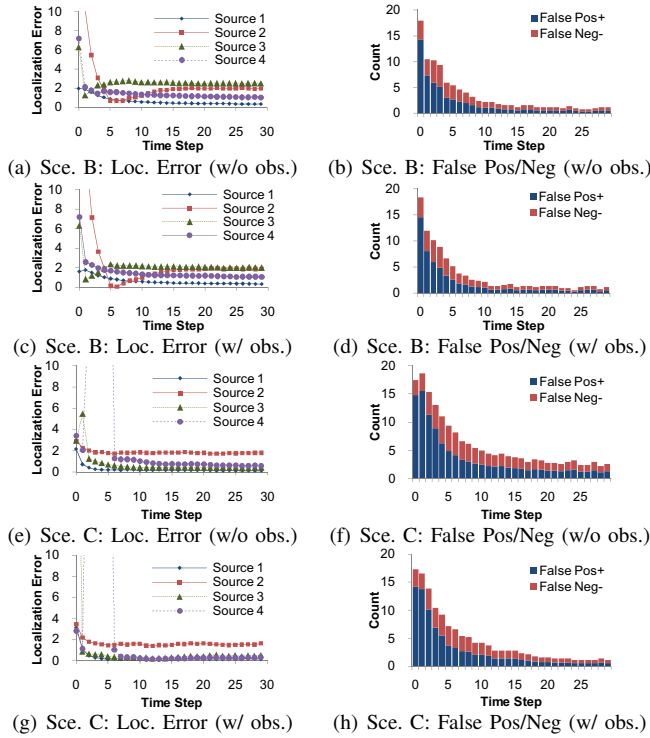 Localization Error
10
8
6
4
2
0
0 5 10 15 20 25 30
Time Step
Source 1
Source 2
Source 3
Source 4
(a) Sce. B: Loc. Error (w/o obs.)
Count
20
15
10
5
0
0 5 10 15 20 25
Time Step
False Pos+
False Neg-
(b) Sce. B: False Pos/Neg (w/o obs.)
Localization Error
10
8
6
4
2
0
0 5 10 15 20 25 30
Time Step
Source 1
Source 2
Source 3
Source 4
(c) Sce. B: Loc. Error (w/ obs.)
Count
20
15
10
5
0
0 5 10 15 20 25
Time Step
False Pos+
False Neg-
(d) Sce. B: False Pos/Neg (w/ obs.)
Localization Error
10
8
6
4
2
0
0 5 10 15 20 25 30
Time Step
Source 1
Source 2
Source 3
Source 4
(e) Sce. C: Loc. Error (w/o obs.)
Count
20
15
10
5
0
0 5 10 15 20 25
Time Step
False Pos+
False Neg-
(f) Sce. C: False Pos/Neg (w/o obs.)
Localization Error
10
8
6
4
2
0
0 5 10 15 20 25 30
Time Step
Source 1
Source 2
Source 3
Source 4
(g) Sce. C: Loc. Error (w/ obs.)
Count
20
15
10
5
0
0 5 10 15 20 25
Time Step
False Pos+
False Neg-
(h) Sce. C: False Pos/Neg (w/ obs.)